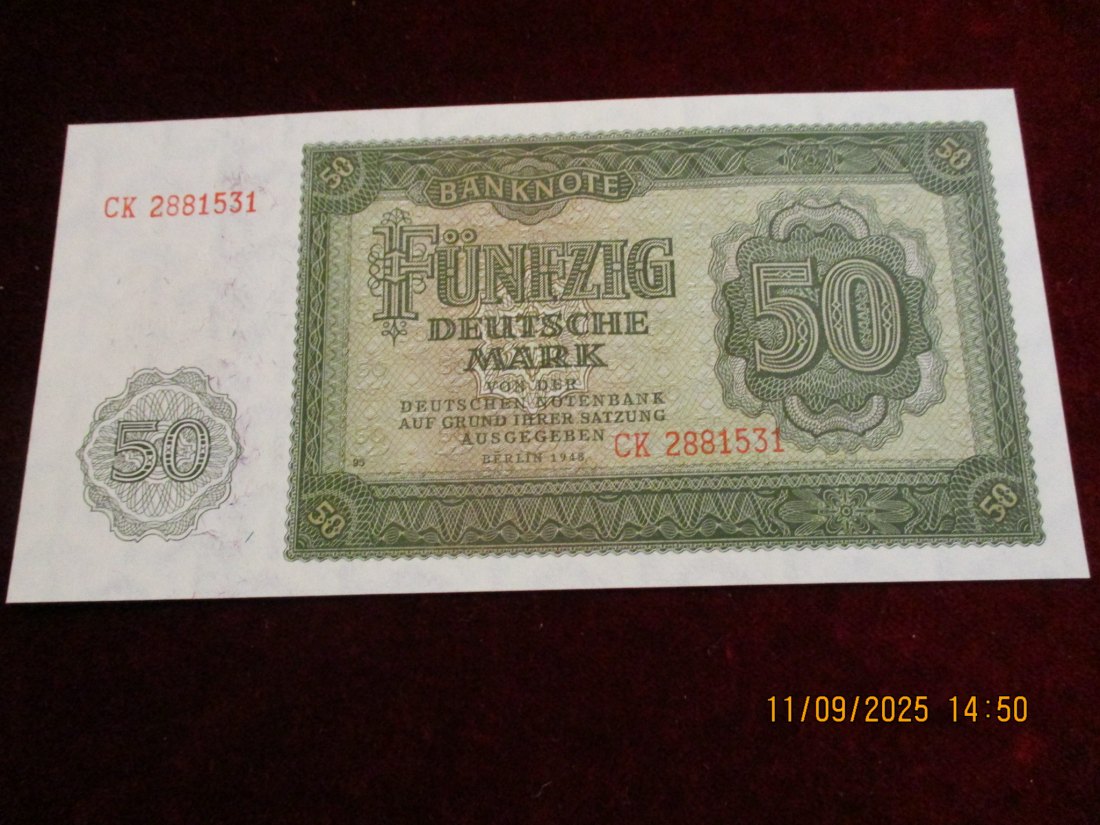 CK 2881531
50
50
BANKNOTE
FÜNFZIG
DEUTSCHE
MARK
VON DER
DEUTSCHEN NOTENBANK
AUF GRUND IHRER SATZUNG
AUSGEGEBEN
BERLIN 1948
CK 2881531
50
50
50
50
11/09/2025 14:50